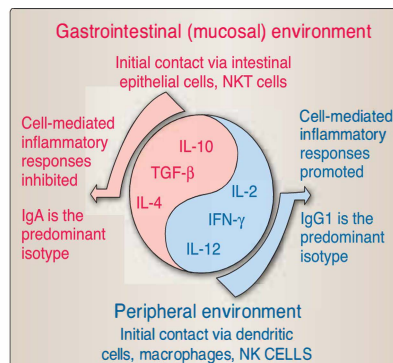 Gastrointestinal (mucosal) environment
Initial contact via intestinal
epithelial cells, NKT cells
Cell-mediated
inflammatory
responses
inhibited
IgA is the
predominant
isotype
IL-10
TGF-β
IL-4
IL-2
IFN-γ
IL-12
Cell-mediated
inflammatory
responses
promoted
IgG1 is the
predominant
isotype
Peripheral environment
Initial contact via dendritic
cells, macrophages, NK CELLS